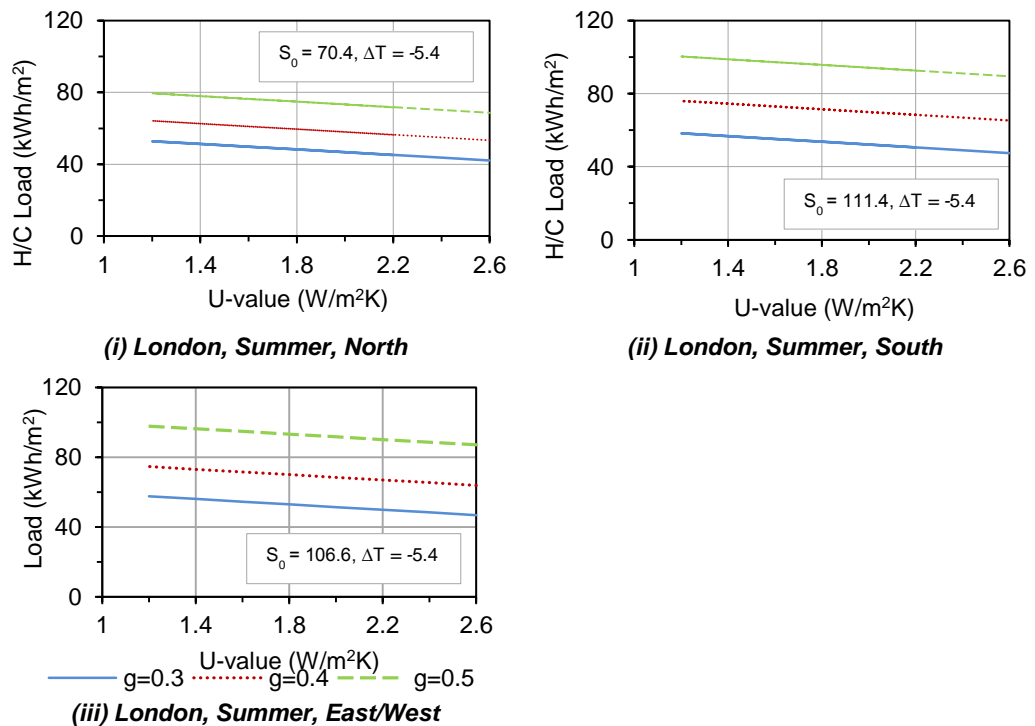 120
80
40
0
H/C Load (kWh/m²)
S₀ = 70.4, ΔT = -5.4
1 1.4 1.8 2.2 2.6
U-value (W/m²K)
(i) London, Summer, North
120
80
40
0
H/C Load (kWh/m²)
S₀ = 111.4, ΔT = -5.4
1 1.4 1.8 2.2 2.6
U-value (W/m²K)
(ii) London, Summer, South
120
80
40
0
Load (kWh/m²)
S₀ = 106.6, ΔT = -5.4
1 1.4 1.8 2.2 2.6
U-value (W/m²K)
g=0.3 g=0.4 g=0.5
(iii) London, Summer, East/West